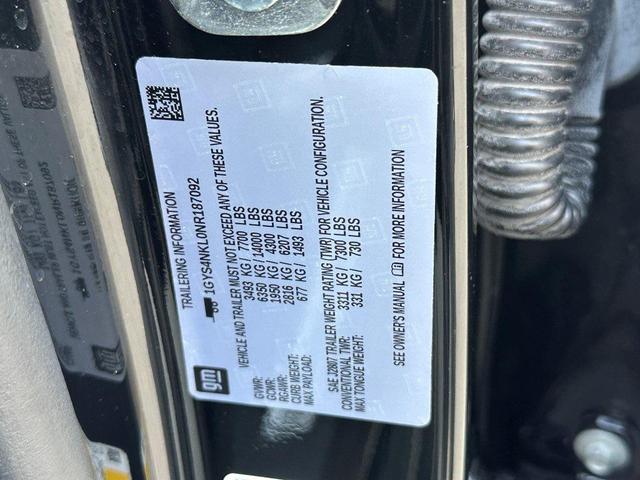 TRAILERING INFORMATION
1GYS4NKL0NR187092
VEHICLE AND TRAILER MUST NOT EXCEED ANY OF THESE VALUES.
GVWR: 3493 KG / 7700 LBS
GCWR: 6350 KG /14000 LBS
RGAWR: 1950 KG / 4300 LBS
CURB WEIGHT: 2816 KG / 6207 LBS
MAX PAYLOAD: 677 KG / 1493 LBS
SAE J2807 TRAILER WEIGHT RATING (TWR) FOR VEHICLE CONFIGURATION.
CONVENTIONAL TWR: 3311 KG / 7300 LBS
MAX TONGUE WEIGHT: 331 KG / 730 LBS
SEE OWNER'S MANUAL FOR MORE INFORMATION
gm